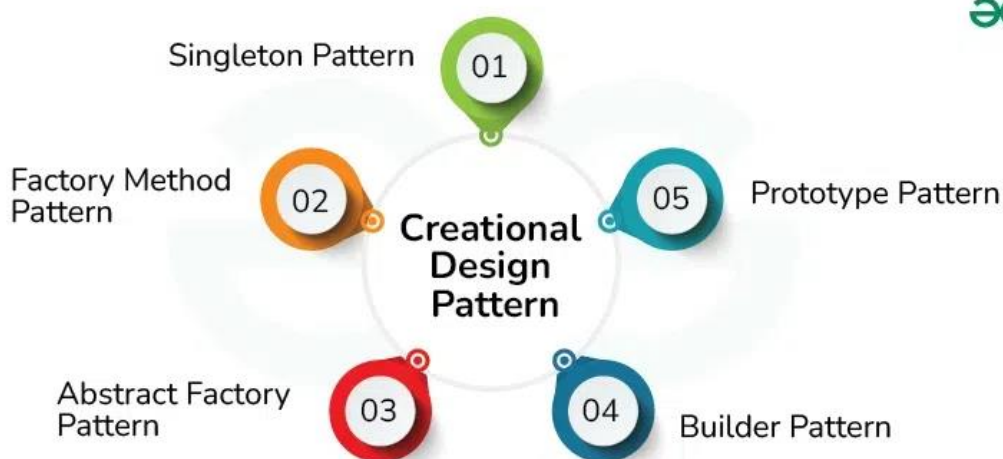 Singleton Pattern
01
Factory Method
Pattern
02
Creational
Design
Pattern
05
Prototype Pattern
Abstract Factory
Pattern
03
04
Builder Pattern